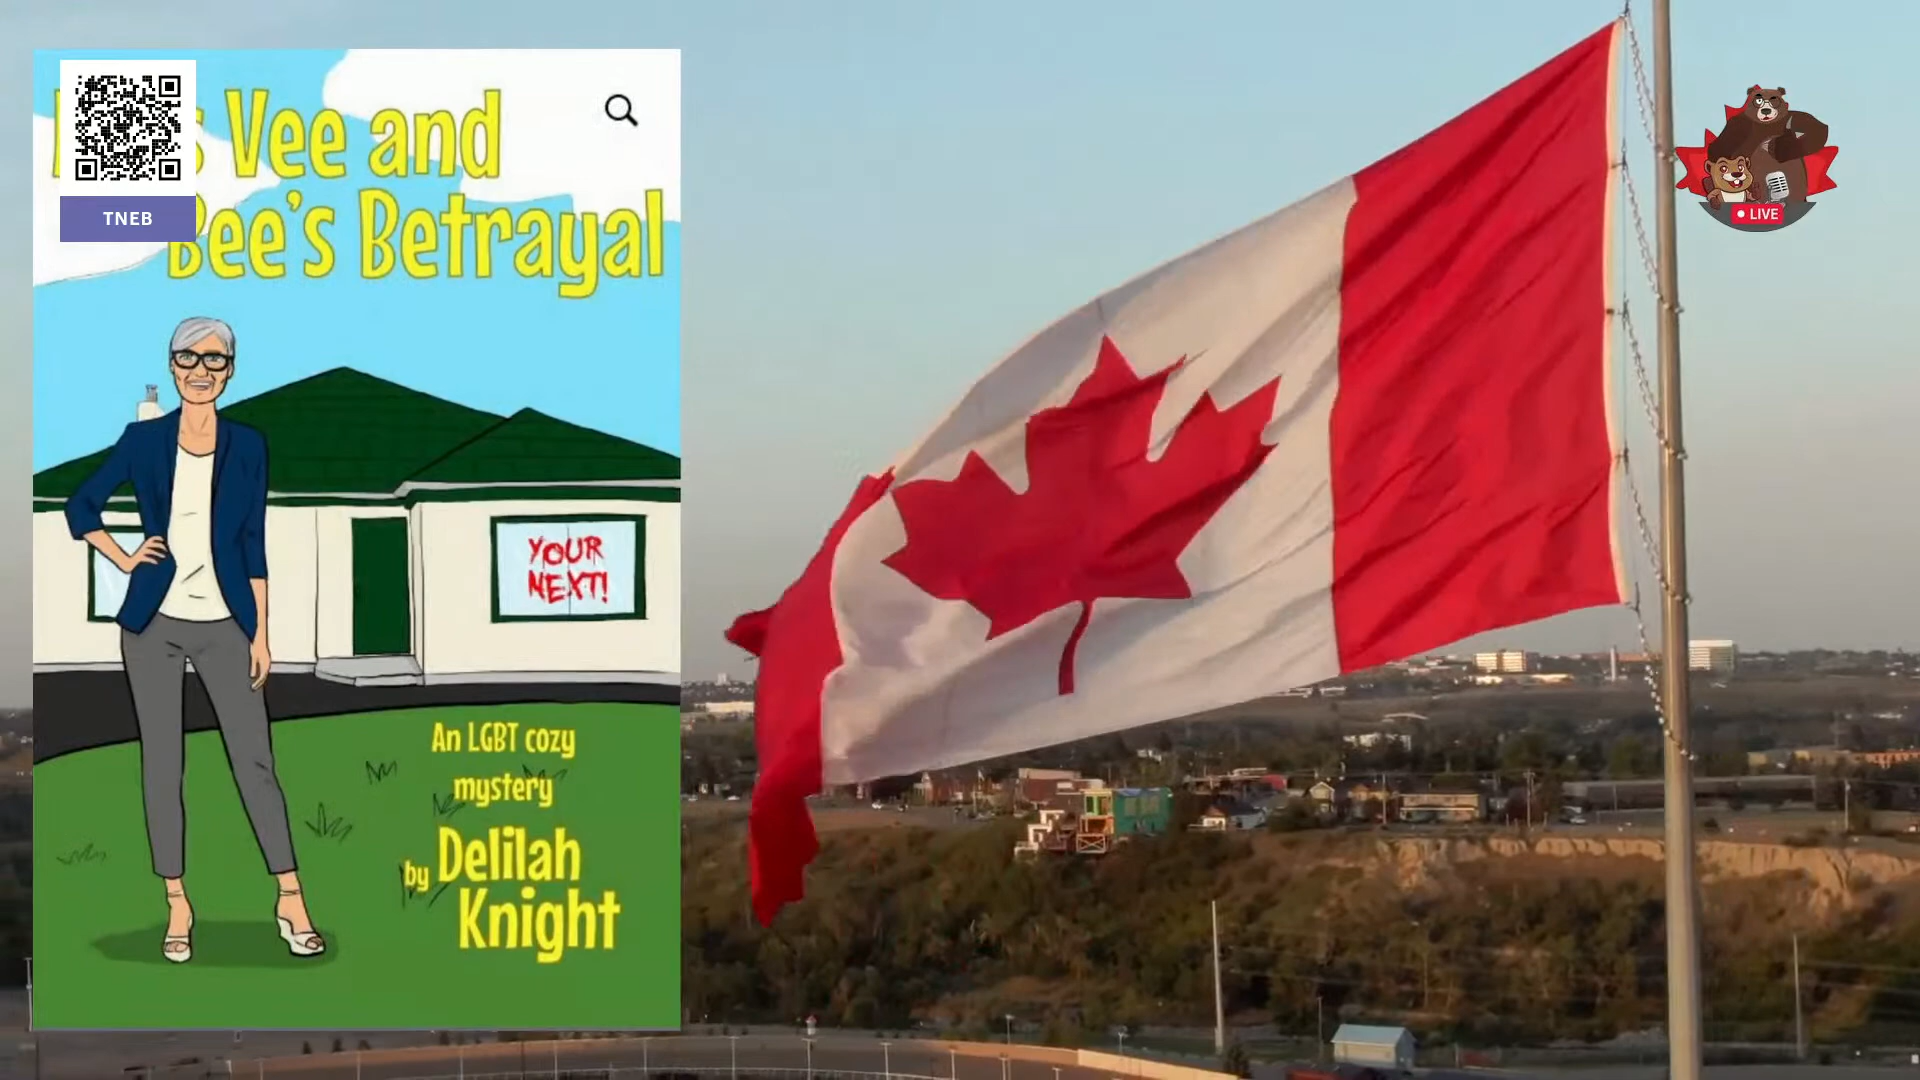 Vee and
Bee's Betrayal
TNEB
LIVE
YOUR
NEXT!
An LGBT cozy
mystery
by Delilah
Knight